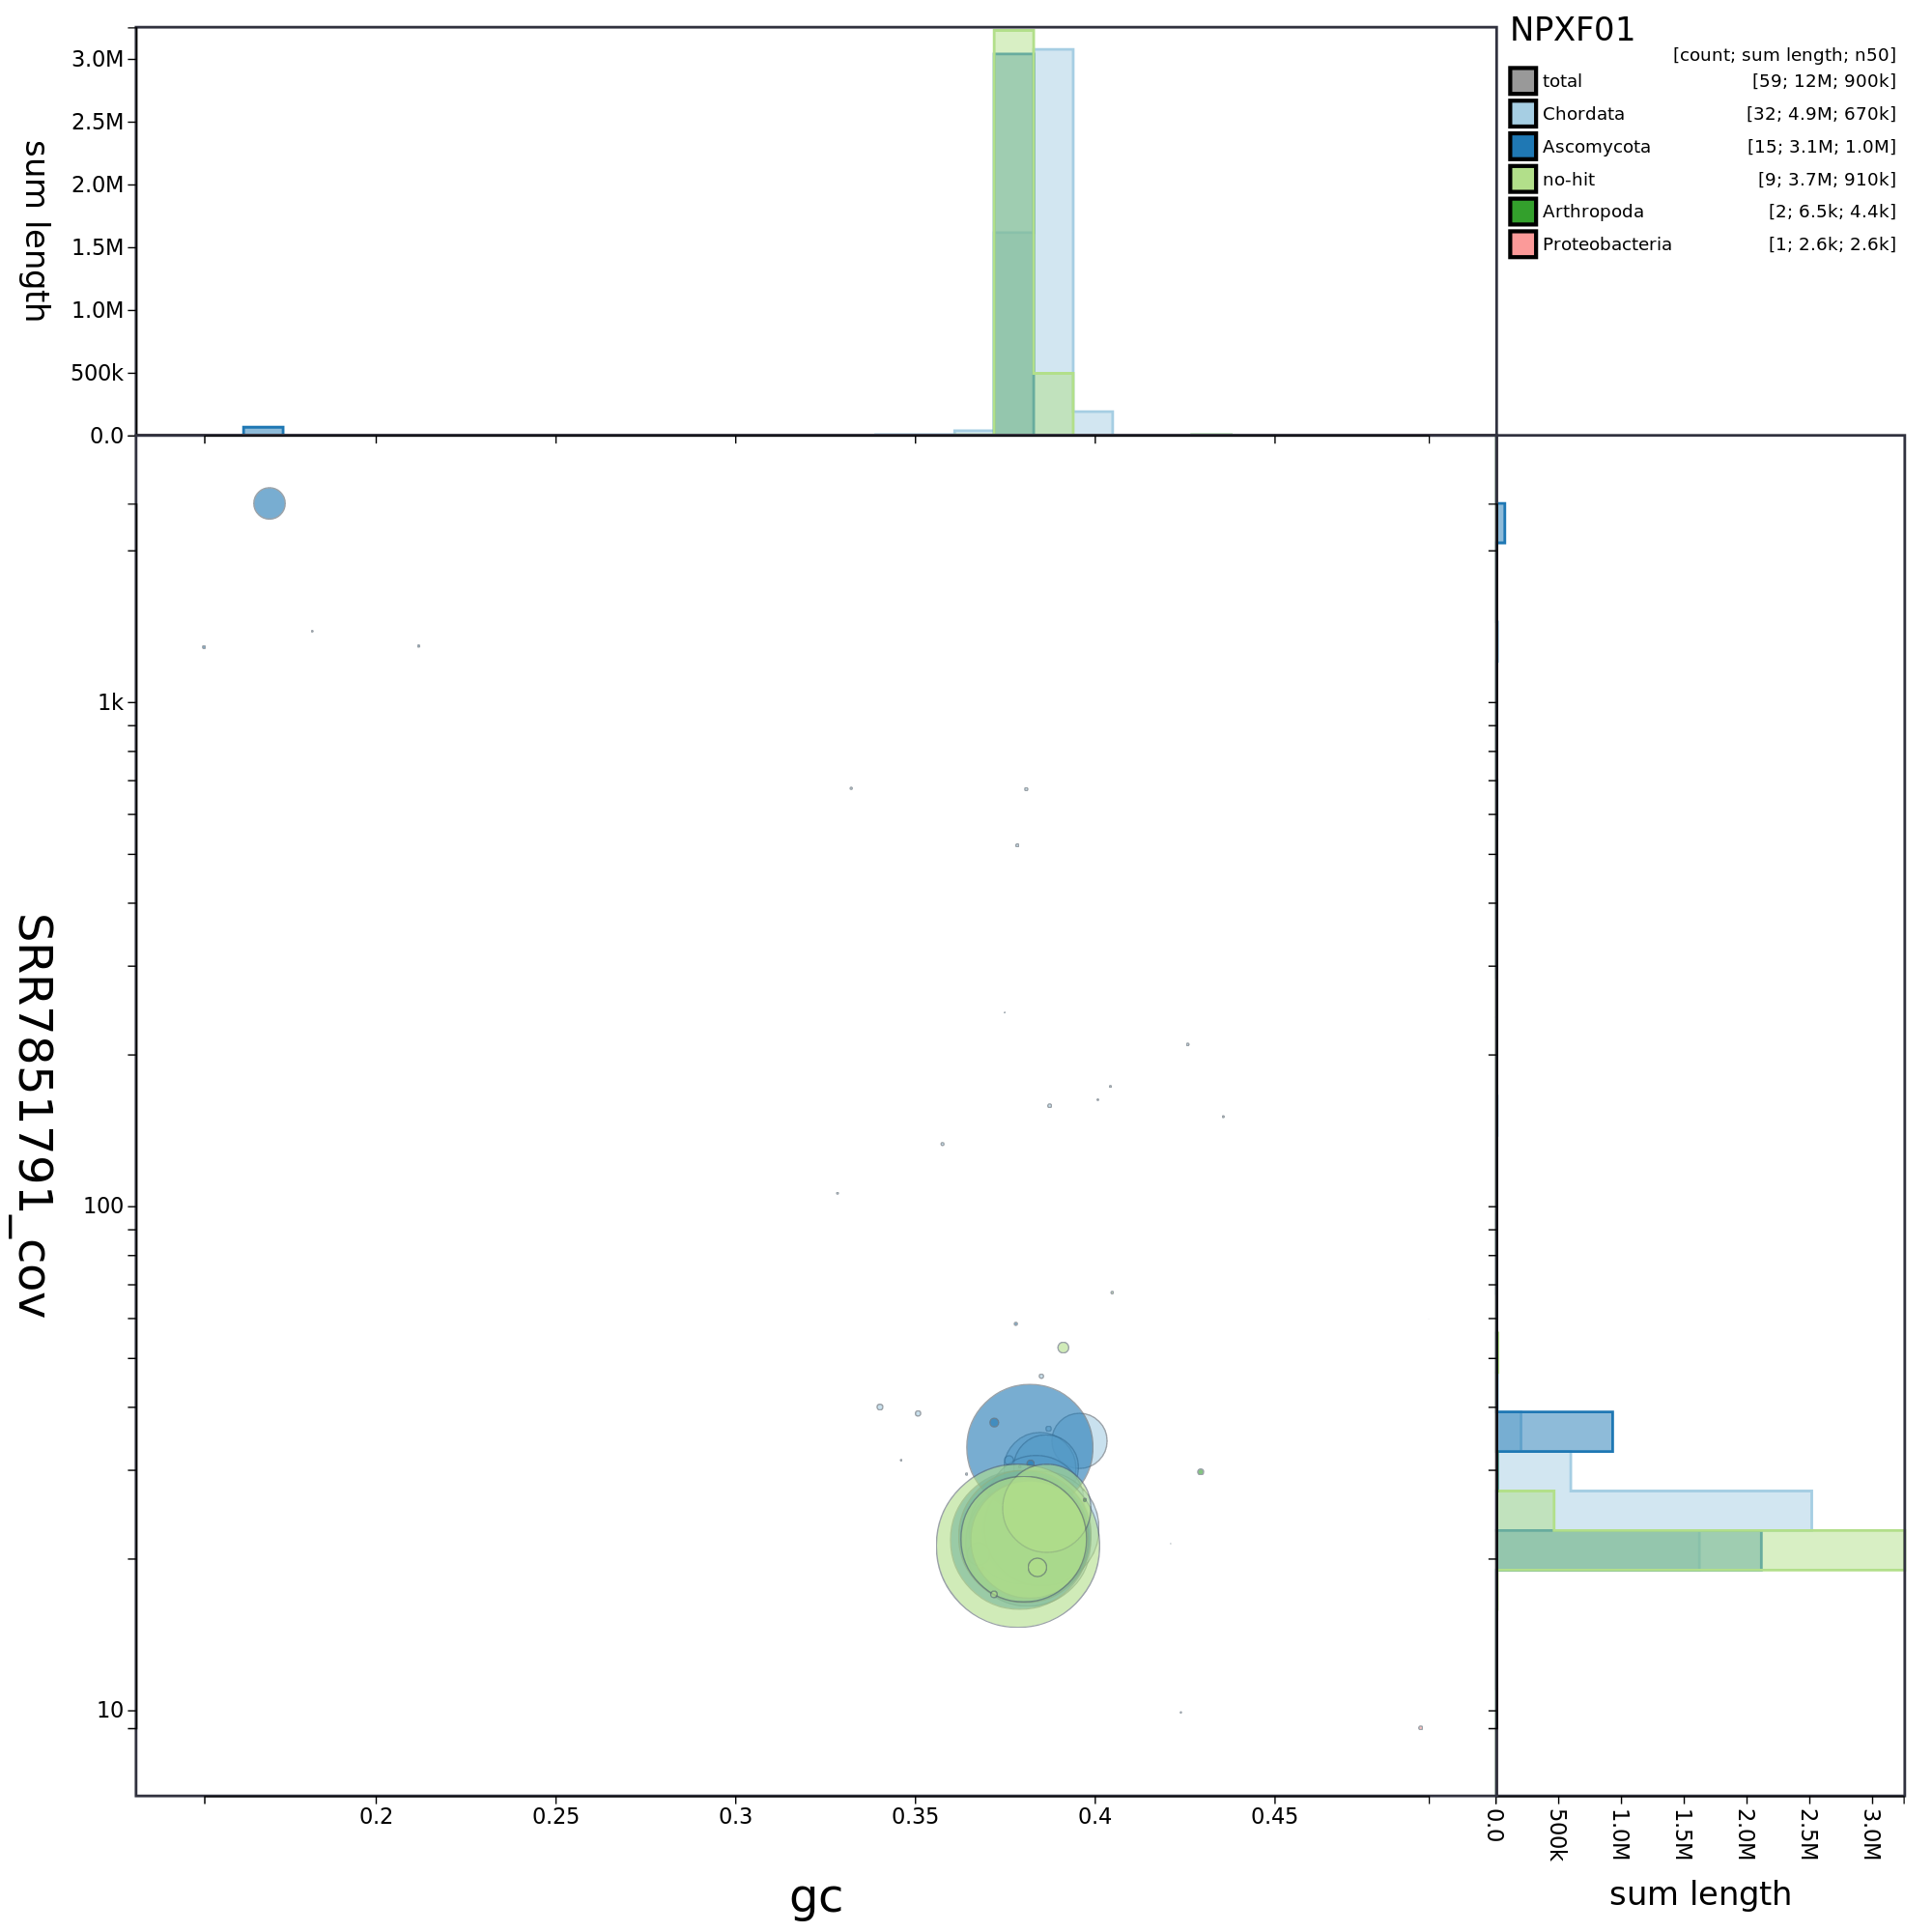 NPXF01
[count; sum length; n50]
total [59; 12M; 900k]
Chordata [32; 4.9M; 670k]
Ascomycota [15; 3.1M; 1.0M]
no-hit [9; 3.7M; 910k]
Arthropoda [2; 6.5k; 4.4k]
Proteobacteria [1; 2.6k; 2.6k]
sum length
3.0M
2.5M
2.0M
1.5M
1.0M
500k
0.0
SRR7851791_cov
1k
100
10
0.2 0.25 0.3 0.35 0.4 0.45
gc
0.0 500k 1.0M 1.5M 2.0M 2.5M 3.0M
sum length